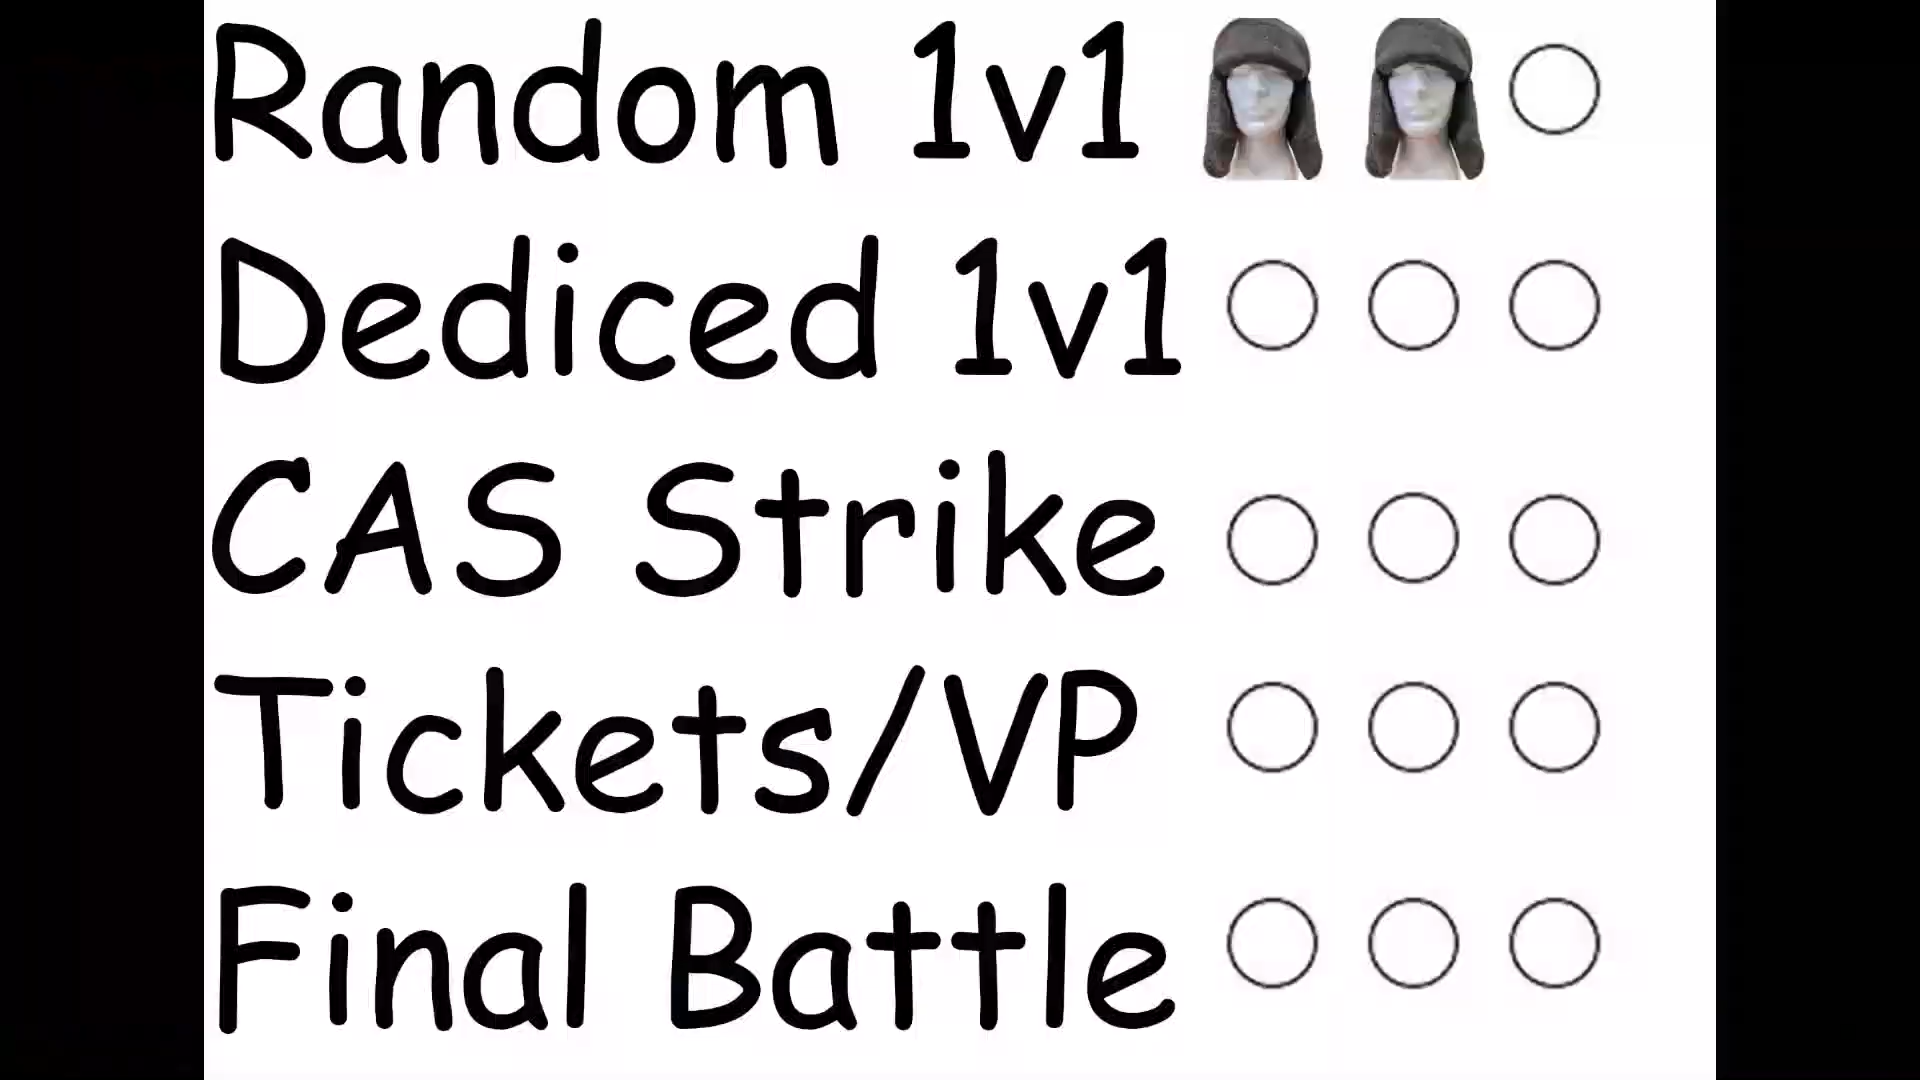 Random 1v1
Dediced 1v1
CAS Strike
Tickets/VP
Final Battle